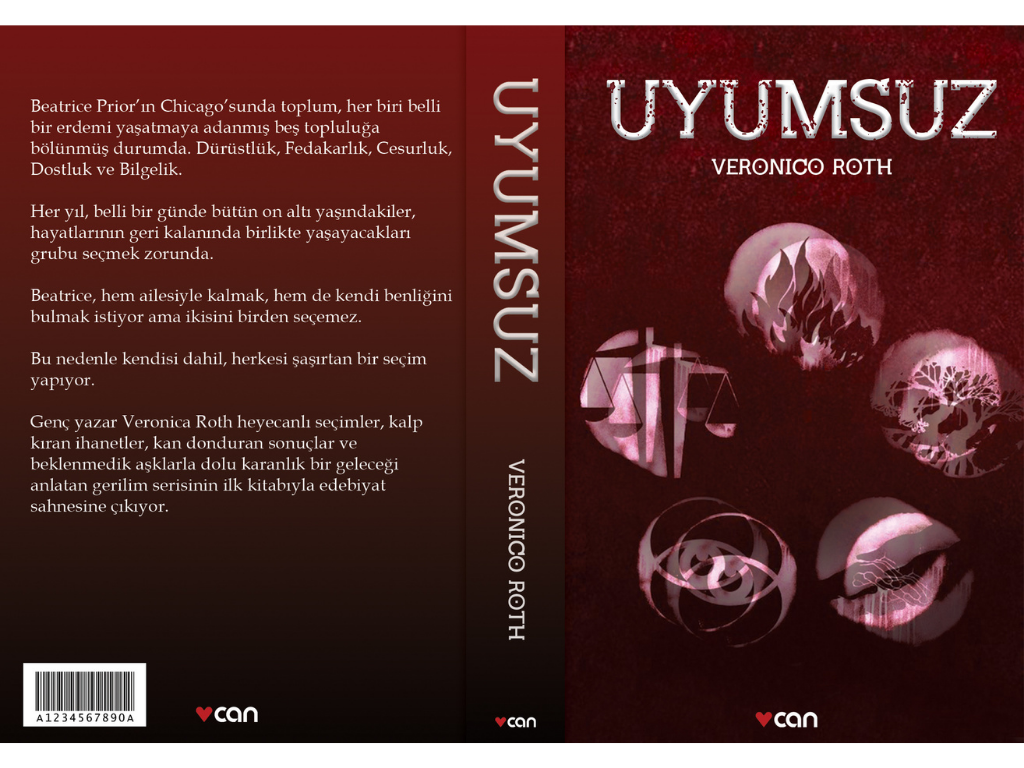 Beatrice Prior’ın Chicago’sunda toplum, her biri belli
bir erdemi yaşatmaya adanmış beş topluluğa
bölünmüş durumda. Dürüstlük, Fedakarlık, Cesurluk,
Dostluk ve Bilgelik.
Her yıl, belli bir günde bütün on altı yaşındakiler,
hayatlarının geri kalanında birlikte yaşayacakları
grubu seçmek zorunda.
Beatrice, hem ailesiyle kalmak, hem de kendi benliğini
bulmak istiyor ama ikisini birden seçemez.
Bu nedenle kendisi dahil, herkesi şaşırtan bir seçim
yapıyor.
Genç yazar Veronica Roth heyecanlı seçimler, kalp
kıran ihanetler, kan donduran sonuçlar ve
beklenmedik aşklarla dolu karanlık bir geleceği
anlatan gerilim serisinin ilk kitabıyla edebiyat
sahnesine çıkıyor.
A1234567890A
can
UYUMSUZ
VERONICO ROTH
can
UYUMSUZ
VERONICO ROTH
can